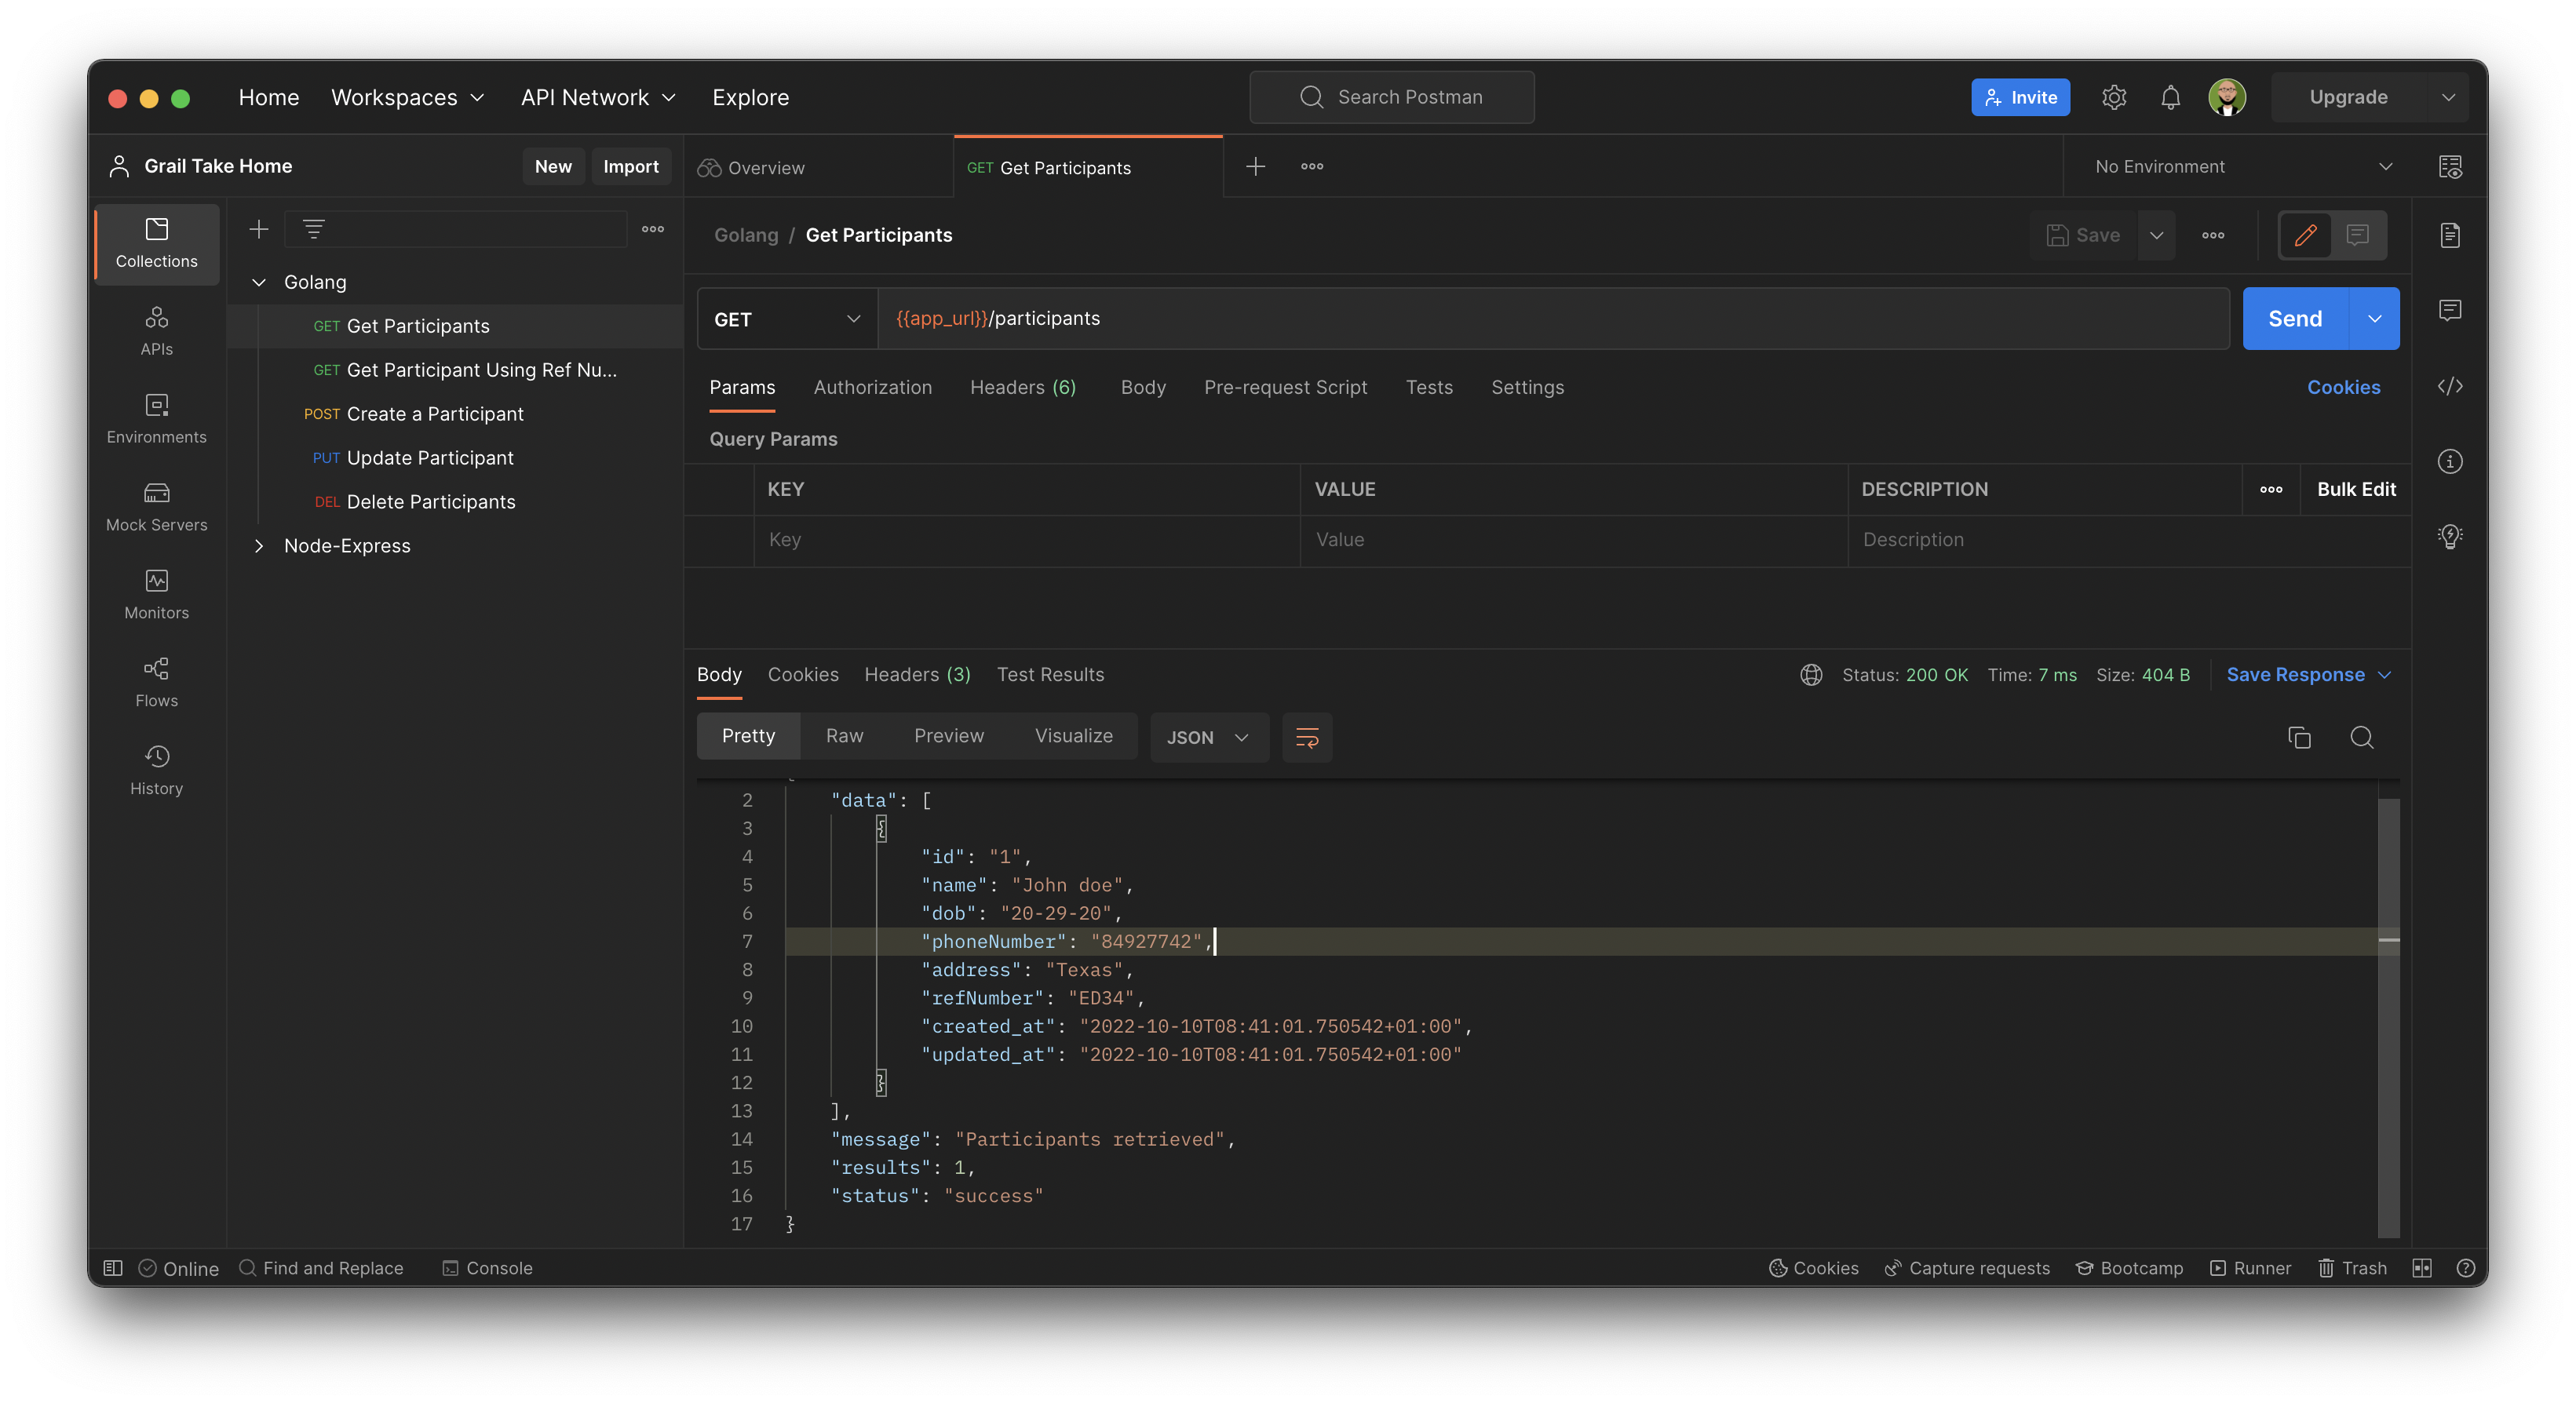 Home Workspaces API Network Explore Search Postman Invite Upgrade
Grail Take Home New Import Overview GET Get Participants No Environment
Collections
APIs
Environments
Mock Servers
Monitors
Flows
History
Golang
GET Get Participants
GET Get Participant Using Ref Nu...
POST Create a Participant
PUT Update Participant
DEL Delete Participants
Node-Express
Golang / Get Participants Save
GET {{app_url}}/participants Send
Params Authorization Headers (6) Body Pre-request Script Tests Settings Cookies
Query Params
KEY VALUE DESCRIPTION Bulk Edit
Key Value Description
Body Cookies Headers (3) Test Results Status: 200 OK Time: 7 ms Size: 404 B Save Response
Pretty Raw Preview Visualize JSON
2 "data": [
3 {
4 "id": "1",
5 "name": "John doe",
6 "dob": "20-29-20",
7 "phoneNumber": "84927742",
8 "address": "Texas",
9 "refNumber": "ED34",
10 "created_at": "2022-10-10T08:41:01.750542+01:00",
11 "updated_at": "2022-10-10T08:41:01.750542+01:00"
12 }
13 ],
14 "message": "Participants retrieved",
15 "results": 1,
16 "status": "success"
17 }
Online Find and Replace Console Cookies Capture requests Bootcamp Runner Trash